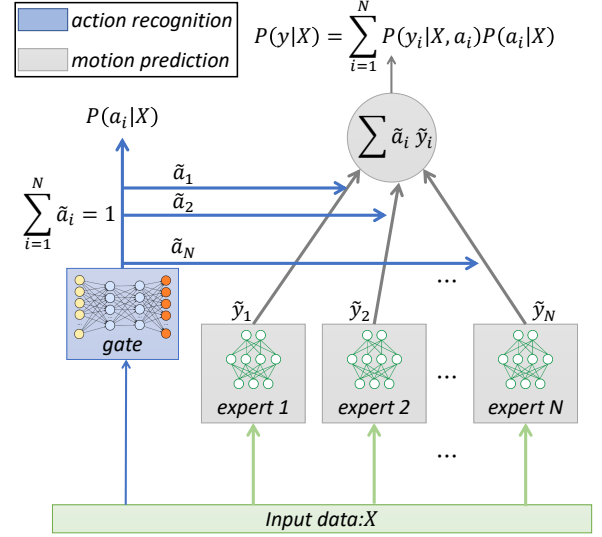 action recognition
motion prediction
P(y|X) = ∑_{i=1}^{N} P(y_i|X, a_i)P(a_i|X)
P(a_i|X)
∑ ã_i ỹ_i
ã_1
∑_{i=1}^{N} ã_i = 1
ã_2
ã_N
...
ỹ_1 ỹ_2 ỹ_N
gate
...
expert 1 expert 2 expert N
...
Input data:X